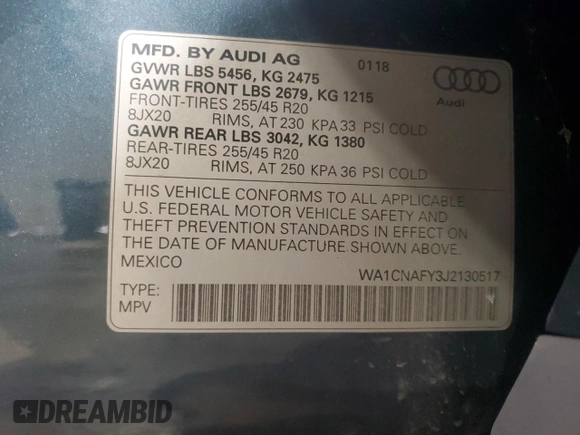 MFD. BY AUDI AG 0118
GVWR LBS 5456, KG 2475
GAWR FRONT LBS 2679, KG 1215
FRONT-TIRES 255/45 R20
8JX20 RIMS, AT 230 KPA 33 PSI COLD
GAWR REAR LBS 3042, KG 1380
REAR-TIRES 255/45 R20
8JX20 RIMS, AT 250 KPA 36 PSI COLD
Audi
THIS VEHICLE CONFORMS TO ALL APPLICABLE
U.S. FEDERAL MOTOR VEHICLE SAFETY AND
THEFT PREVENTION STANDARDS IN EFFECT ON
THE DATE OF MANUFACTURE SHOWN ABOVE.
MEXICO WA1CNAFY3J2130517
TYPE:
MPV
DREAMBID